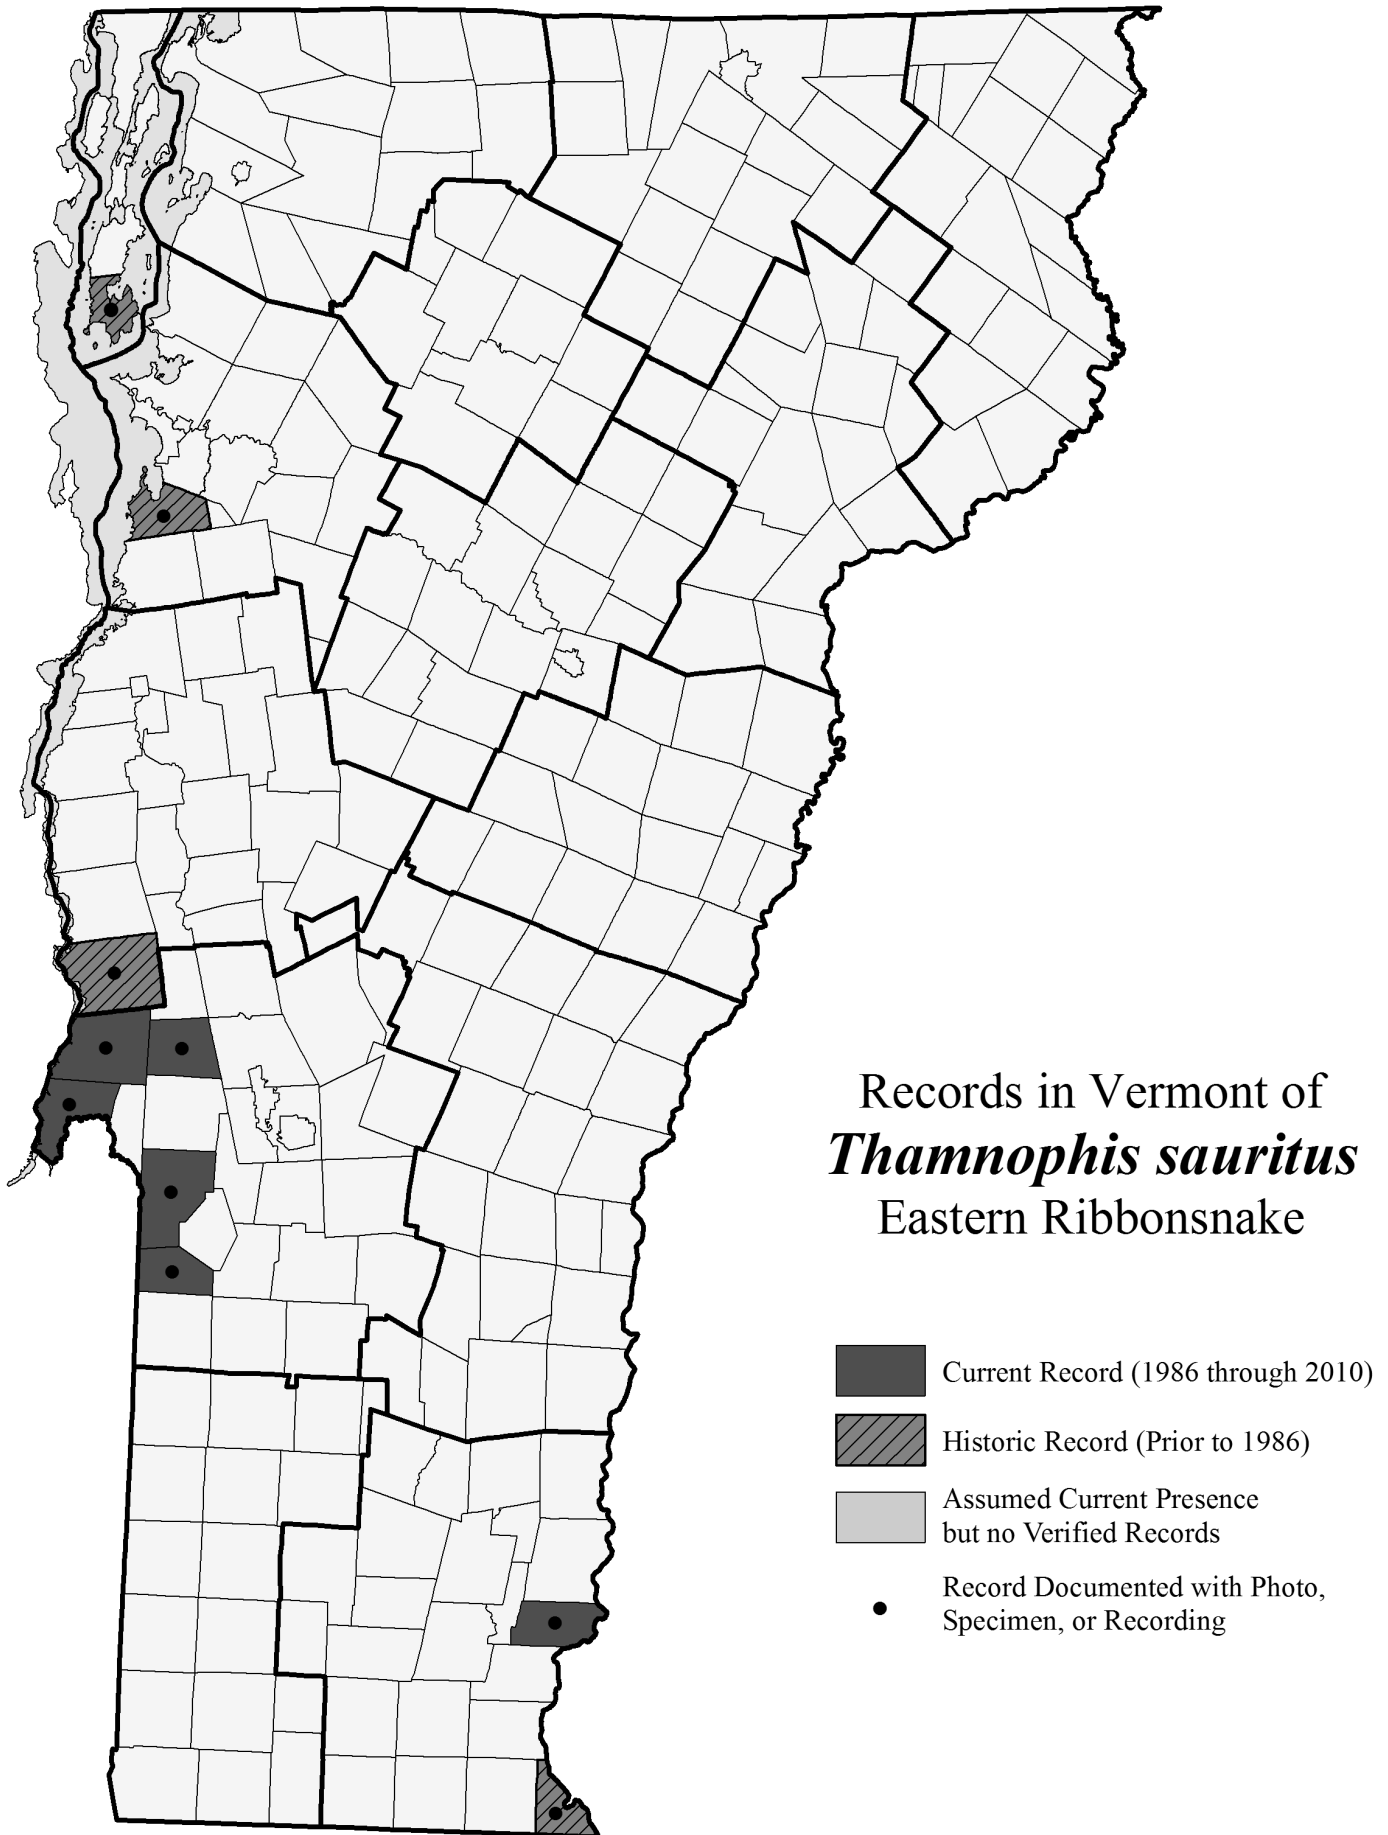 Records in Vermont of
Thamnophis sauritus
Eastern Ribbonsnake
Current Record (1986 through 2010)
Historic Record (Prior to 1986)
Assumed Current Presence
but no Verified Records
Record Documented with Photo,
Specimen, or Recording